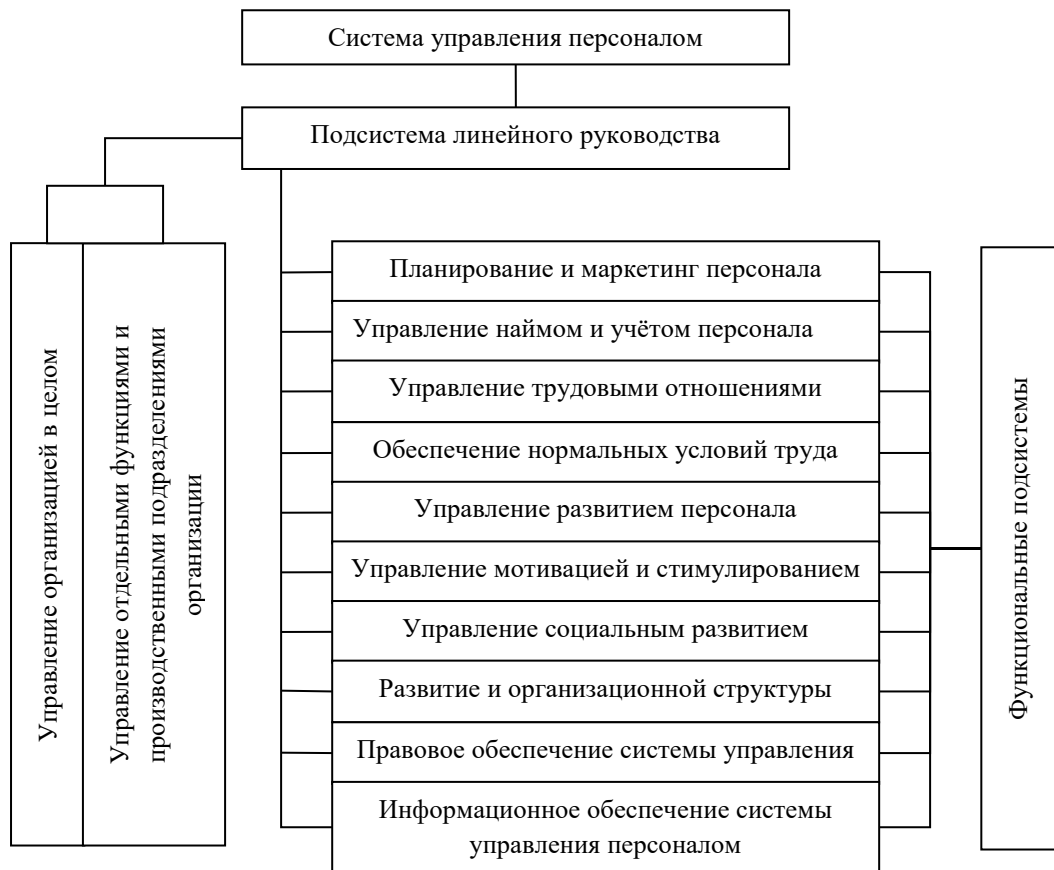 Система управления персоналом
Подсистема линейного руководства
Управление организацией в целом
Управление отдельными функциями и
производственными подразделениями
организации
Планирование и маркетинг персонала
Управление наймом и учётом персонала
Управление трудовыми отношениями
Обеспечение нормальных условий труда
Управление развитием персонала
Управление мотивацией и стимулированием
Управление социальным развитием
Развитие и организационной структуры
Правовое обеспечение системы управления
Информационное обеспечение системы
управления персоналом
Функциональные подсистемы